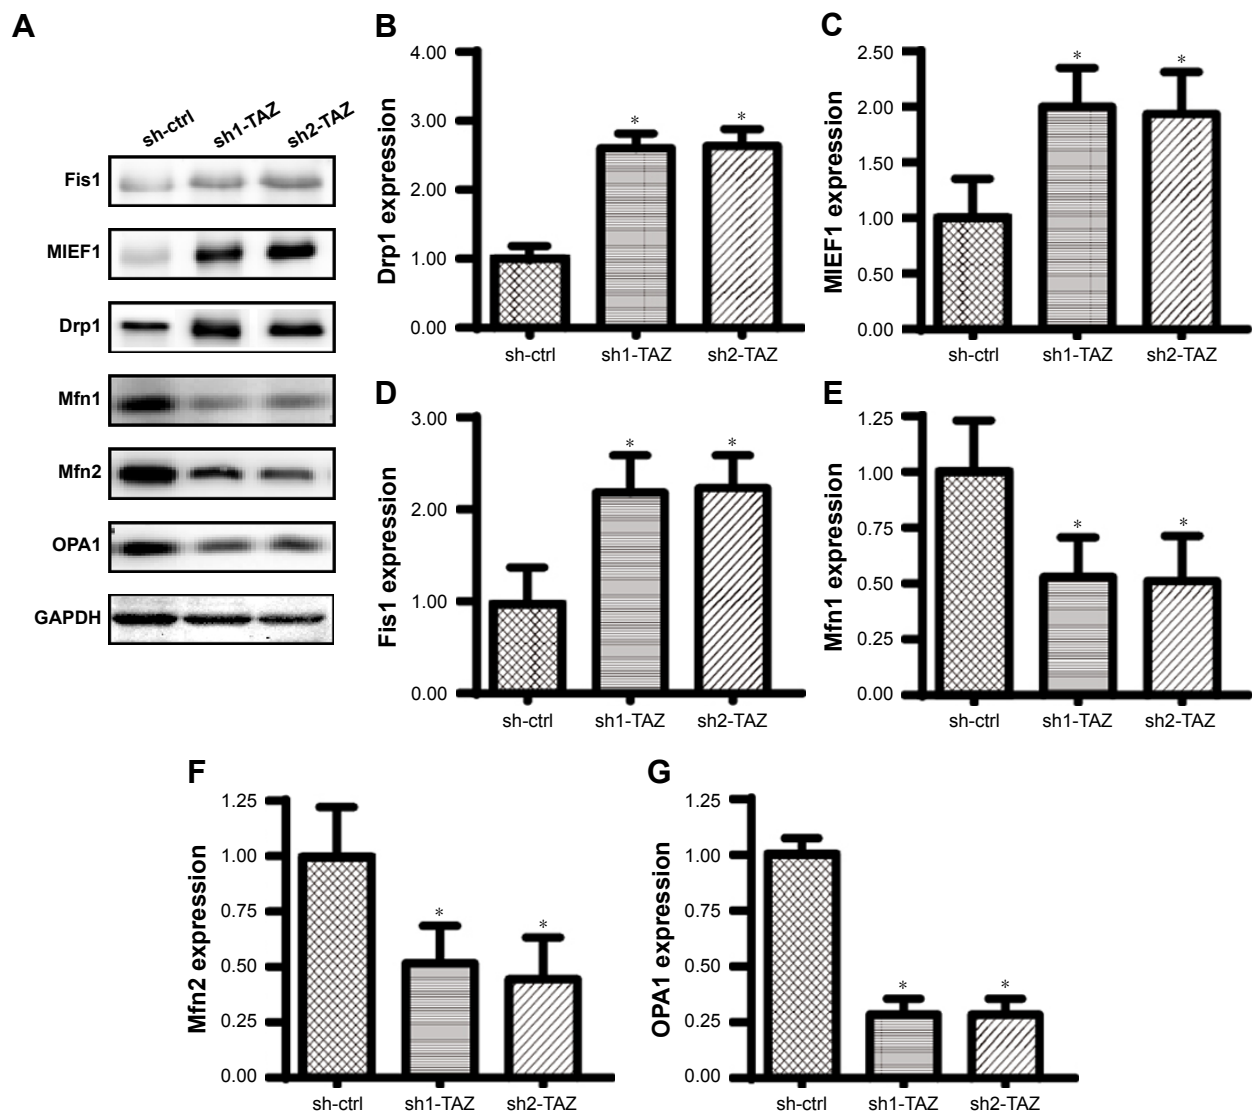 A
sh-ctrl sh1-TAZ sh2-TAZ
Fis1
MIEF1
Drp1
Mfn1
Mfn2
OPA1
GAPDH
B
Drp1 expression
4.00
3.00
2.00
1.00
0.00
* *
sh-ctrl sh1-TAZ sh2-TAZ
C
MIEF1 expression
2.50
2.00
1.50
1.00
0.50
0.00
* *
sh-ctrl sh1-TAZ sh2-TAZ
D
Fis1 expression
3.00
2.00
1.00
0.00
* *
sh-ctrl sh1-TAZ sh2-TAZ
E
Mfn1 expression
1.25
1.00
0.75
0.50
0.25
0.00
* *
sh-ctrl sh1-TAZ sh2-TAZ
F
Mfn2 expression
1.25
1.00
0.75
0.50
0.25
0.00
* *
sh-ctrl sh1-TAZ sh2-TAZ
G
OPA1 expression
1.25
1.00
0.75
0.50
0.25
0.00
* *
sh-ctrl sh1-TAZ sh2-TAZ